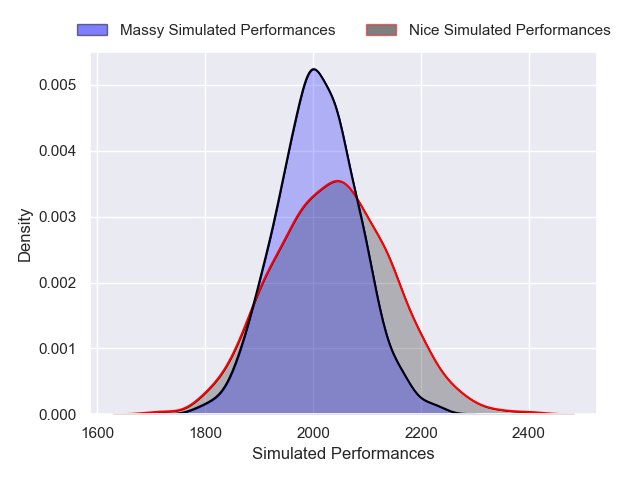 Massy Simulated Performances
Nice Simulated Performances
0.005
0.004
0.003
0.002
0.001
0.000
Density
1600
1800
2000
2200
2400
Simulated Performances